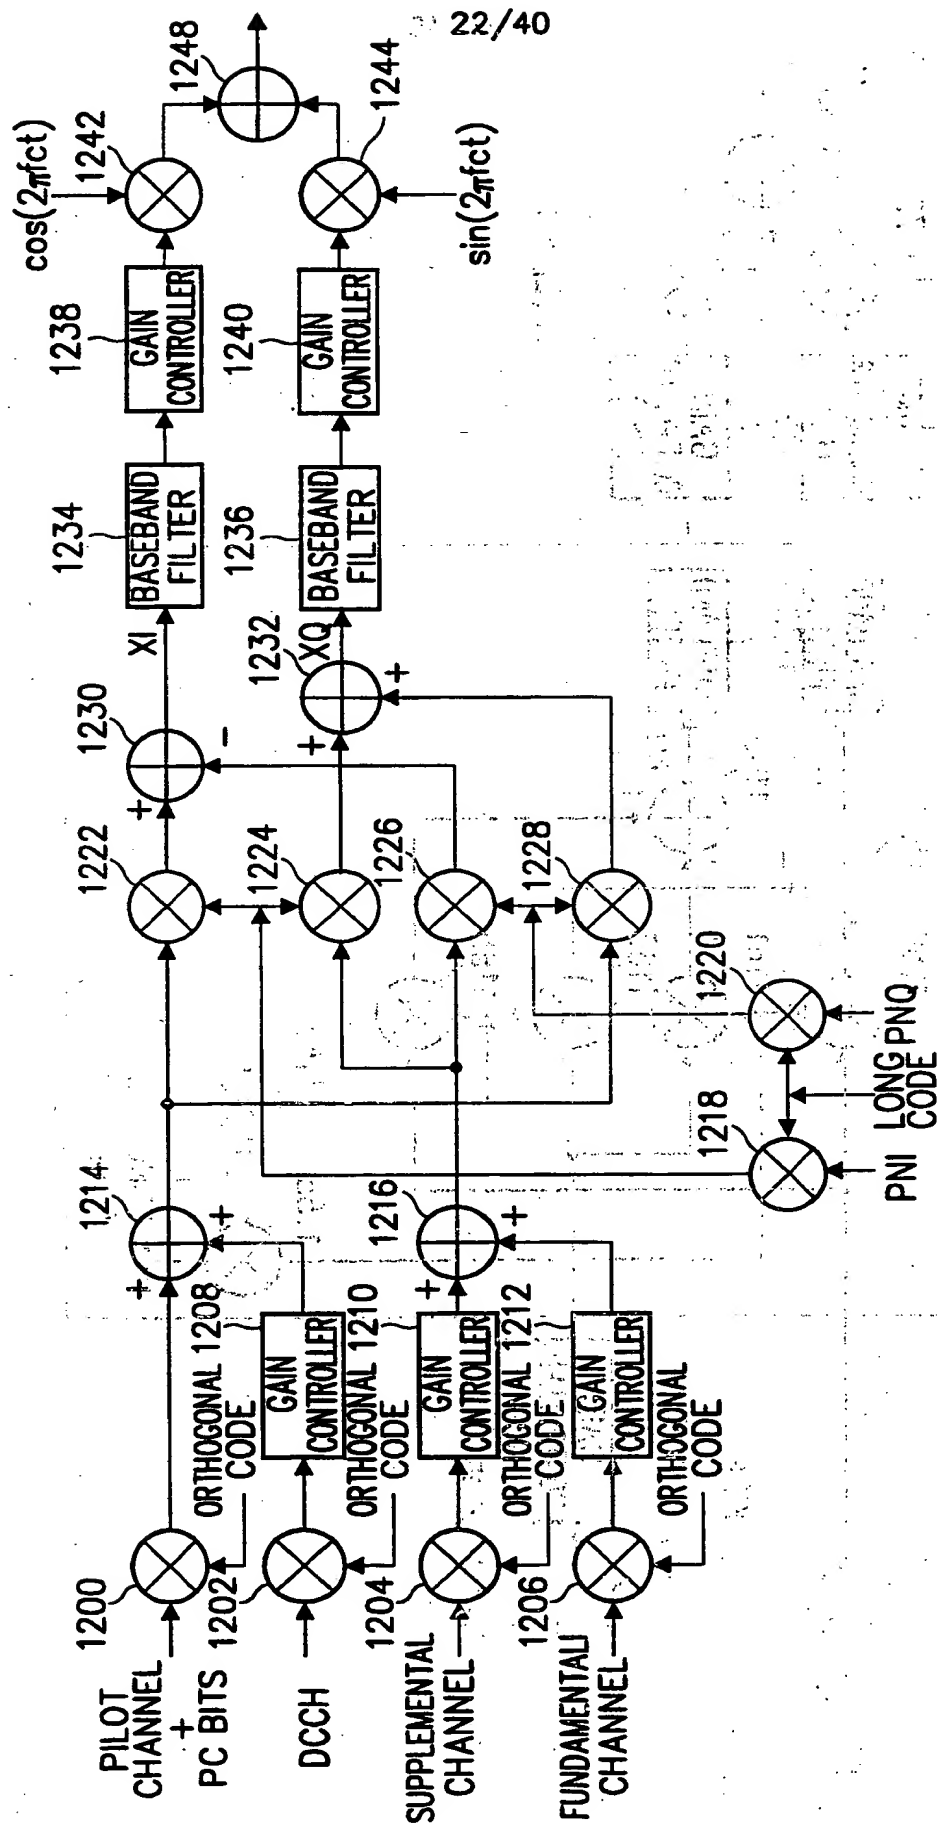 22/40
PILOT
CHANNEL
+
PC BITS
DCCH
SUPPLEMENTAL
CHANNEL
FUNDAMENTALI
CHANNEL
1200
1202
1204
1206
ORTHOGONAL
CODE
ORTHOGONAL
CODE
ORTHOGONAL
CODE
ORTHOGONAL
CODE
1208
GAIN
CONTROLLER
1210
GAIN
CONTROLLER
1212
GAIN
CONTROLLER
1214
+
+
1216
+
+
1218
1220
PNI
LONG
CODE
PNQ
1222
1224
1226
1228
1230
+
-
1232
+
+
XI
XQ
1234
BASEBAND
FILTER
1236
BASEBAND
FILTER
1238
GAIN
CONTROLLER
1240
GAIN
CONTROLLER
cos(2πfct)
1242
1244
sin(2πfct)
1248